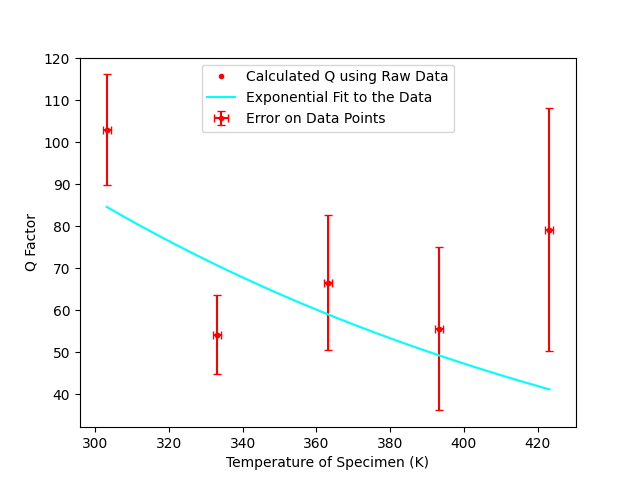 120
110
100
90
80
70
60
50
40
Q Factor
Calculated Q using Raw Data
Exponential Fit to the Data
Error on Data Points
300 320 340 360 380 400 420
Temperature of Specimen (K)